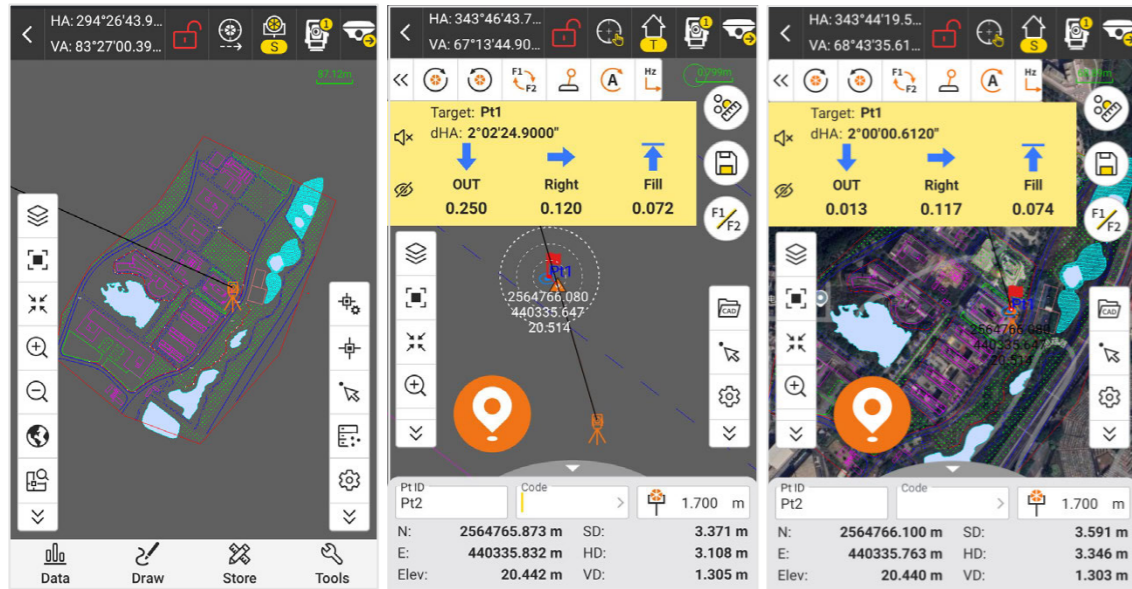 HA: 294°26'43.9...
VA: 83°27'00.39...
S
1
87.12m
Data
Draw
Store
Tools
HA: 343°46'43.7...
VA: 67°13'44.90...
T
1
F1
F2
A
Hz
0.799m
Target: Pt1
dHA: 2°02'24.9000"
OUT
Right
Fill
0.250
0.120
0.072
F1/F2
Pt1
2564766.080
440335.647
20.514
CAD
Pt ID
Pt2
Code
1.700 m
N: 2564765.873 m SD: 3.371 m
E: 440335.832 m HD: 3.108 m
Elev: 20.442 m VD: 1.305 m
HA: 343°44'19.5...
VA: 68°43'35.61...
S
1
F1
F2
A
Hz
Target: Pt1
dHA: 2°00'00.6120"
OUT
Right
Fill
0.013
0.117
0.074
F1/F2
Pt1
2564766.080
440335.647
20.514
CAD
Pt ID
Pt2
Code
1.700 m
N: 2564766.100 m SD: 3.591 m
E: 440335.763 m HD: 3.346 m
Elev: 20.440 m VD: 1.303 m